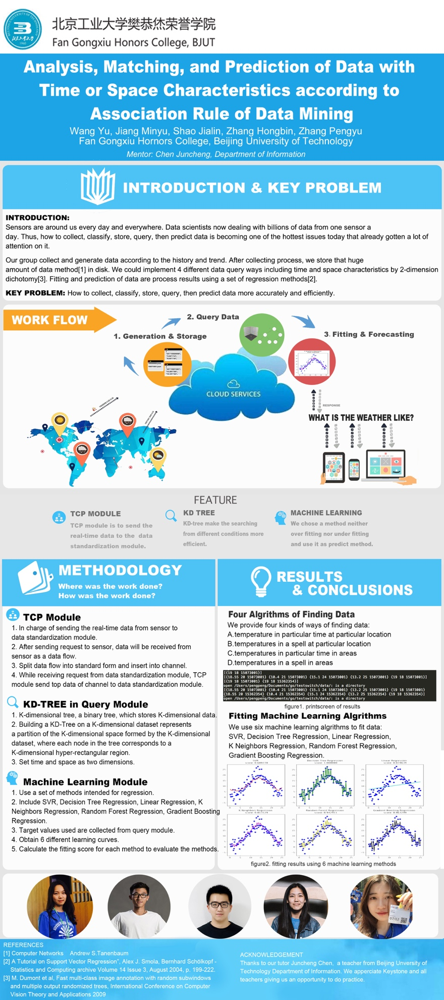 北京工业大学樊恭烋荣誉学院
Fan Gongxiu Honors College, BJUT
Analysis, Matching, and Prediction of Data with
Time or Space Characteristics according to
Association Rule of Data Mining
Wang Yu, Jiang Minyu, Shao Jialin, Zhang Hongbin, Zhang Pengyu
Fan Gongxiu Hornors College, Beijing University of Technology
Mentor: Chen Juncheng, Department of Information
INTRODUCTION & KEY PROBLEM
INTRODUCTION:
Sensors are around us every day and everywhere. Data scientists now dealing with billions of data from one sensor a
day. Thus, how to collect, classify, store, query, then predict data is becoming one of the hottest issues today that already gotten a lot of
attention on it.
Our group collect and generate data according to the history and trend. After collecting process, we store that huge
amount of data method[1] in disk. We could implement 4 different data query ways including time and space characteristics by 2-dimension
dichotomy[3]. Fitting and prediction of data are process results using a set of regression methods[2].
KEY PROBLEM: How to collect, classify, store, query, then predict data more accurately and efficiently.
WORK FLOW
1. Generation & Storage
2. Query Data
3. Fitting & Forecasting
CLOUD SERVICES
RESPONSE
WHAT IS THE WEATHER LIKE?
FEATURE
TCP MODULE
TCP module is to send the
real-time data to the data
standardization module.
KD TREE
KD-tree make the searching
from different conditions more
efficient.
MACHINE LEARNING
We chose a method neither
over fitting nor under fitting
and use it as predict method.
METHODOLOGY
Where was the work done?
How was the work done?
TCP Module
1. In charge of sending the real-time data from sensor to
data standardization module.
2. After sending request to sensor, data will be received from
sensor as a data flow.
3. Split data flow into standard form and insert into channel.
4. While receiving request from data standardization module, TCP
module send top data of channel to data standardization module.
KD-TREE in Query Module
1. K-dimensional tree, a binary tree, which stores K-dimensional data.
2. Building a KD-Tree on a K-dimensional dataset represents
a partition of the K-dimensional space formed by the K-dimensional
dataset, where each node in the tree corresponds to a
K-dimensional hyper-rectangular region.
3. Set time and space as two dimensions.
Machine Learning Module
1. Use a set of methods intended for regression.
2. Include SVR, Decision Tree Regression, Linear Regression, K
Neighbors Regression, Random Forest Regression, Gradient Boosting
Regression.
3. Target values used are collected from query module.
4. Obtain 6 different learning curves.
5. Calculate the fitting score for each method to evaluate the methods.
RESULTS
& CONCLUSIONS
Four Algrithms of Finding Data
We provide four kinds of ways of finding data:
A.temperature in particular time at particular location
B.temperatures in a spell at particular location
C.temperatures in particular time in areas
D.temperatures in a spell in areas
[{19 18 15073001}]
[{18.55 20 15073001} {10.4 21 15073001} {15.1 24 15073001} {13.2 25 15073001} {19 18 15073001}]
[{19 18 15073001} {19 18 15362354}]
open /Users/pengpeng/Documents/go/testswitch/data/: is a directory
[{18.55 20 15073001} {10.4 21 15073001} {15.1 24 15073001} {13.2 25 15073001} {19 18 15073001}
{18.55 20 15362354} {10.4 21 15362354} {15.1 24 15362354} {13.2 25 15362354} {19 18 15362354}]
open /Users/pengpeng/Documents/go/testswitch/data/: is a directory
figure1. printscreen of results
Fitting Machine Learning Algorithms
We use six machine learning algorithms to fit data:
SVR, Decision Tree Regression, Linear Regression,
K Neighbors Regression, Random Forest Regression,
Gradient Boosting Regression.
SVR
Decision Tree Regression
score: 1.000000
Linear Regression
K Neighbors Regression
Random Forest Regression
Gradient Boosting Regression
figure2. fitting results using 6 machine learning methods
07/12
REFERENCES
[1] Computer Networks Andrew S.Tanenbaum
[2] A Tutorial on Support Vector Regression", Alex J. Smola, Bernhard Schölkopf -
Statistics and Computing archive Volume 14 Issue 3, August 2004, p. 199-222.
[3] M. Dumont et al, Fast multi-class image annotation with random subwindows
and multiple output randomized trees, International Conference on Computer
Vision Theory and Applications 2009
ACKNOWLEDGEMENT
Thanks to our tutor Juncheng Chen, a teacher from Beijing Unversity of
Technology Department of Information. We apperciate Keystone and all
teachers giving us an opportunity to do practice.